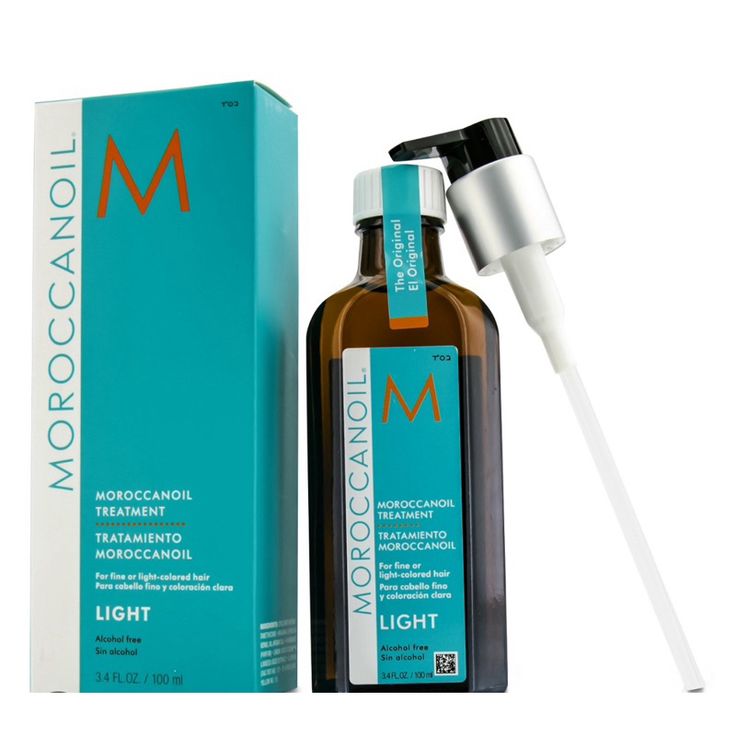 בס"ד
M
MOROCCANOIL®
MOROCCANOIL
TREATMENT
TRATAMIENTO
MOROCCANOIL
For fine or light-colored hair
Para cabello fino y coloración clara
LIGHT
Alcohol free
Sin alcohol
3.4 FL.OZ. / 100 ml
The Original
El Original
בס"ד
M
MOROCCANOIL®
MOROCCANOIL
TREATMENT
TRATAMIENTO
MOROCCANOIL
For fine or
light-colored hair
Para cabello fino
y coloración clara
LIGHT
Alcohol free
Sin alcohol
3.4 FL.OZ. / 100 ml